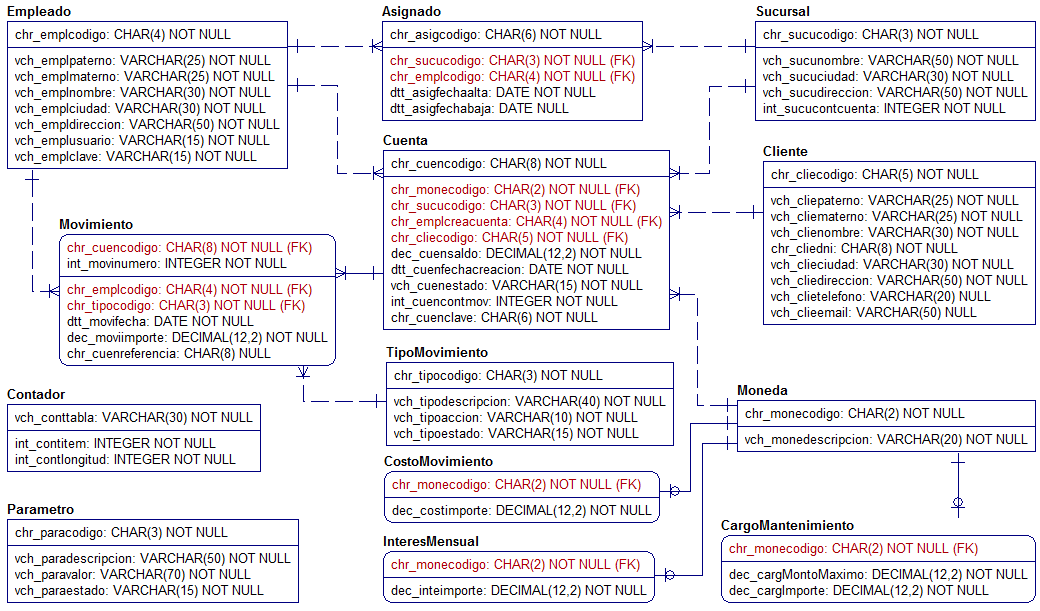 Empleado
chr_emplcodigo: CHAR(4) NOT NULL
vch_emplpaterno: VARCHAR(25) NOT NULL
vch_emplmaterno: VARCHAR(25) NOT NULL
vch_emplnombre: VARCHAR(30) NOT NULL
vch_emplciudad: VARCHAR(30) NOT NULL
vch_empldireccion: VARCHAR(50) NOT NULL
vch_emplusuario: VARCHAR(15) NOT NULL
vch_emplclave: VARCHAR(15) NOT NULL
Asignado
chr_asigcodigo: CHAR(6) NOT NULL
chr_sucucodigo: CHAR(3) NOT NULL (FK)
chr_emplcodigo: CHAR(4) NOT NULL (FK)
dtt_asigfechaalta: DATE NOT NULL
dtt_asigfechabaja: DATE NULL
Sucursal
chr_sucucodigo: CHAR(3) NOT NULL
vch_sucunombre: VARCHAR(50) NOT NULL
vch_sucuciudad: VARCHAR(30) NOT NULL
vch_sucudireccion: VARCHAR(50) NOT NULL
int_sucucontcuenta: INTEGER NOT NULL
Cuenta
chr_cuencodigo: CHAR(8) NOT NULL
chr_monecodigo: CHAR(2) NOT NULL (FK)
chr_sucucodigo: CHAR(3) NOT NULL (FK)
chr_emplcreacuenta: CHAR(4) NOT NULL (FK)
chr_cliecodigo: CHAR(5) NOT NULL (FK)
dec_cuensaldo: DECIMAL(12,2) NOT NULL
dtt_cuenfechacreacion: DATE NOT NULL
vch_cuenestado: VARCHAR(15) NOT NULL
int_cuencontmov: INTEGER NOT NULL
chr_cuenclave: CHAR(6) NOT NULL
Cliente
chr_cliecodigo: CHAR(5) NOT NULL
vch_cliepaterno: VARCHAR(25) NOT NULL
vch_cliematerno: VARCHAR(25) NOT NULL
vch_clienombre: VARCHAR(30) NOT NULL
chr_cliedni: CHAR(8) NOT NULL
vch_clieciudad: VARCHAR(30) NOT NULL
vch_cliedireccion: VARCHAR(50) NOT NULL
vch_clietelefono: VARCHAR(20) NULL
vch_clieemail: VARCHAR(50) NULL
Movimiento
chr_cuencodigo: CHAR(8) NOT NULL (FK)
int_movinumero: INTEGER NOT NULL
chr_emplcodigo: CHAR(4) NOT NULL (FK)
chr_tipocodigo: CHAR(3) NOT NULL (FK)
dtt_movifecha: DATE NOT NULL
dec_moviimporte: DECIMAL(12,2) NOT NULL
chr_cuenreferencia: CHAR(8) NULL
TipoMovimiento
chr_tipocodigo: CHAR(3) NOT NULL
vch_tipodescripcion: VARCHAR(40) NOT NULL
vch_tipoaccion: VARCHAR(10) NOT NULL
vch_tipoestado: VARCHAR(15) NOT NULL
Contador
vch_conttabla: VARCHAR(30) NOT NULL
int_contitem: INTEGER NOT NULL
int_contlongitud: INTEGER NOT NULL
Moneda
chr_monecodigo: CHAR(2) NOT NULL
vch_monedescripcion: VARCHAR(20) NOT NULL
CostoMovimiento
chr_monecodigo: CHAR(2) NOT NULL (FK)
dec_costimporte: DECIMAL(12,2) NOT NULL
Parametro
chr_paracodigo: CHAR(3) NOT NULL
vch_paradescripcion: VARCHAR(50) NOT NULL
vch_paravalor: VARCHAR(70) NOT NULL
vch_paraestado: VARCHAR(15) NOT NULL
InteresMensual
chr_monecodigo: CHAR(2) NOT NULL (FK)
dec_inteimporte: DECIMAL(12,2) NOT NULL
CargoMantenimiento
chr_monecodigo: CHAR(2) NOT NULL (FK)
dec_cargMontoMaximo: DECIMAL(12,2) NOT NULL
dec_cargImporte: DECIMAL(12,2) NOT NULL